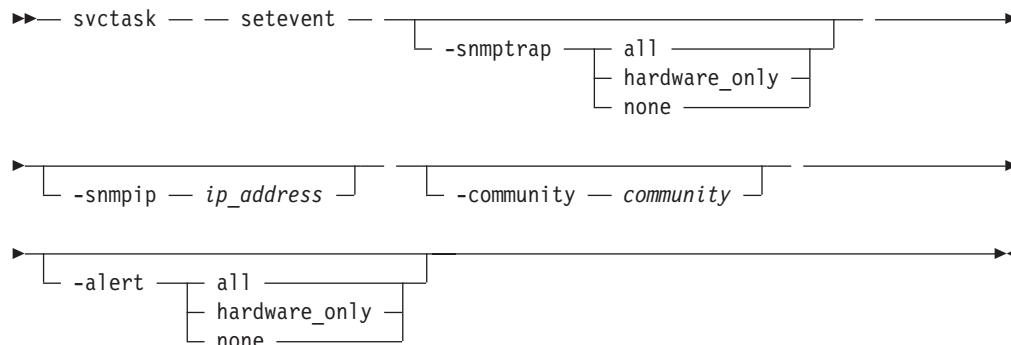 svctask setevent
-snmptrap all
hardware_only
none
-snmpip ip_address -community community
-alert all
hardware_only
none